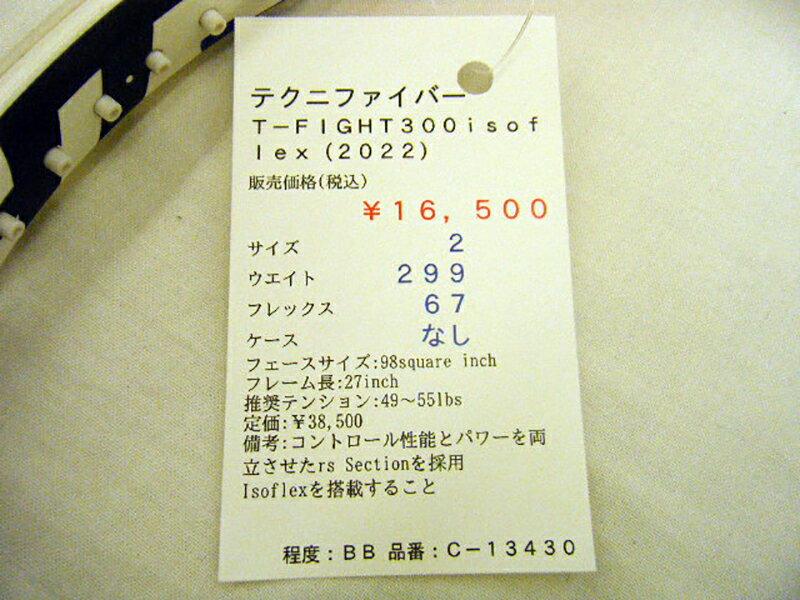 テクニファイバー
T－FIGHT300isof
lex(2022)
販売価格(税込)
￥16,500
サイズ 2
ウエイト 299
フレックス 67
ケース なし
フェースサイズ:98square inch
フレーム長:27inch
推奨テンション:49～55lbs
定価:￥38,500
備考:コントロール性能とパワーを両
立させたrs Sectionを採用
Isoflexを搭載すること
程度：BB 品番：C－13430